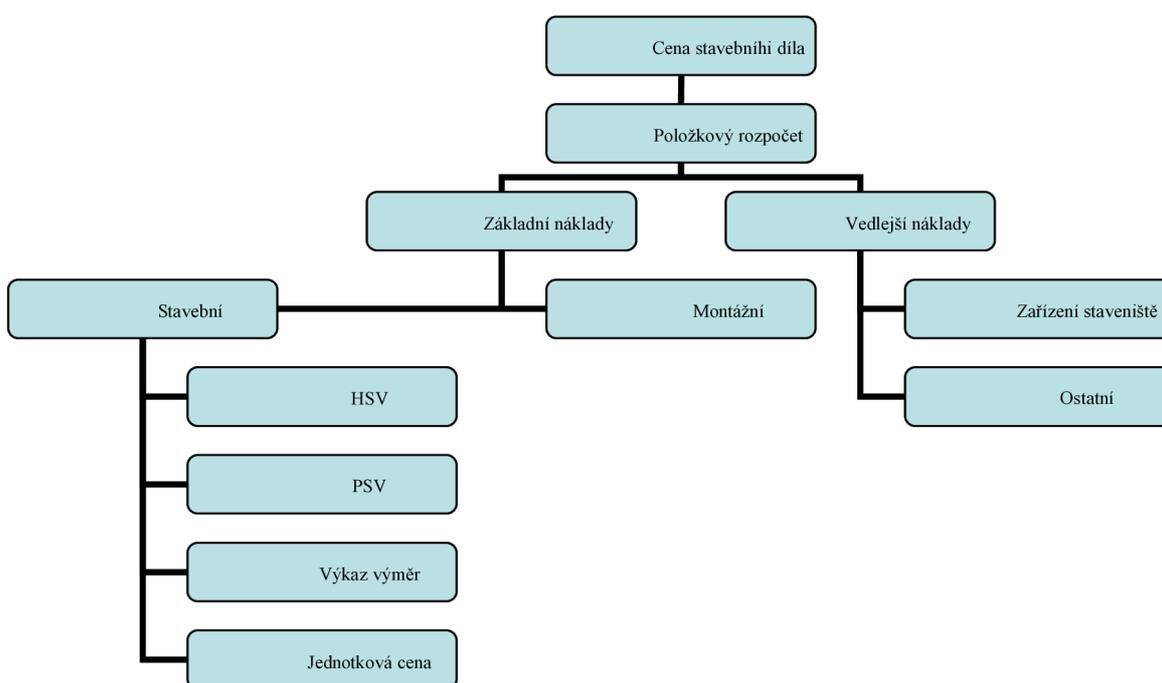 Cena stavebníhi díla
Položkový rozpočet
Základní náklady
Vedlejší náklady
Stavební
Montážní
Zařízení staveniště
HSV
Ostatní
PSV
Výkaz výměr
Jednotková cena